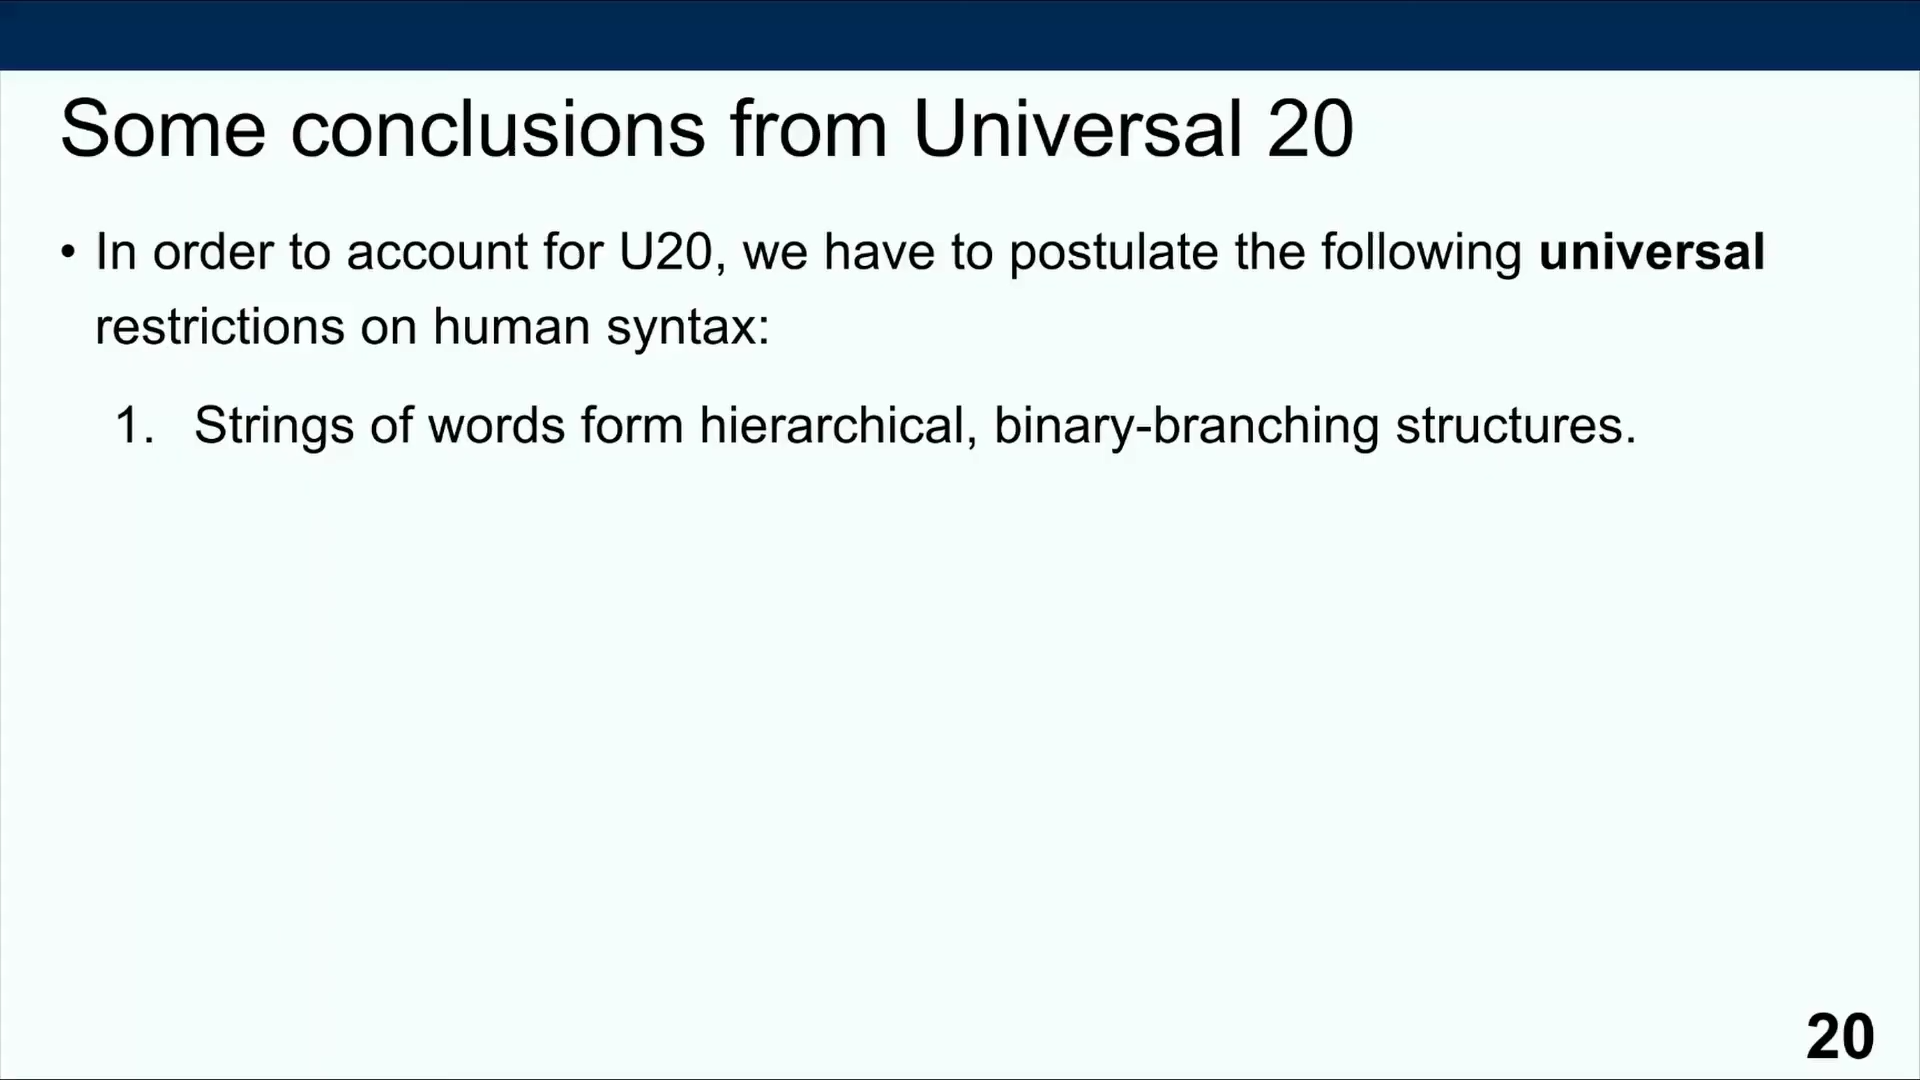 Some conclusions from Universal 20
• In order to account for U20, we have to postulate the following universal
restrictions on human syntax:
1. Strings of words form hierarchical, binary-branching structures.
20